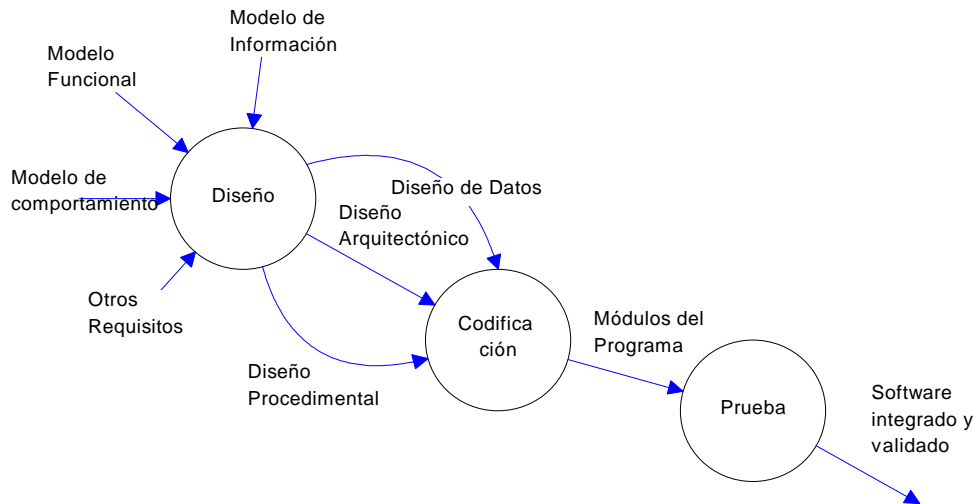 Modelo de
Información
Modelo
Funcional
Modelo de
comportamiento
Diseño
Diseño de Datos
Diseño
Arquitectónico
Otros
Requisitos
Diseño
Procedimental
Codifica
ción
Módulos del
Programa
Prueba
Software
integrado y
validado